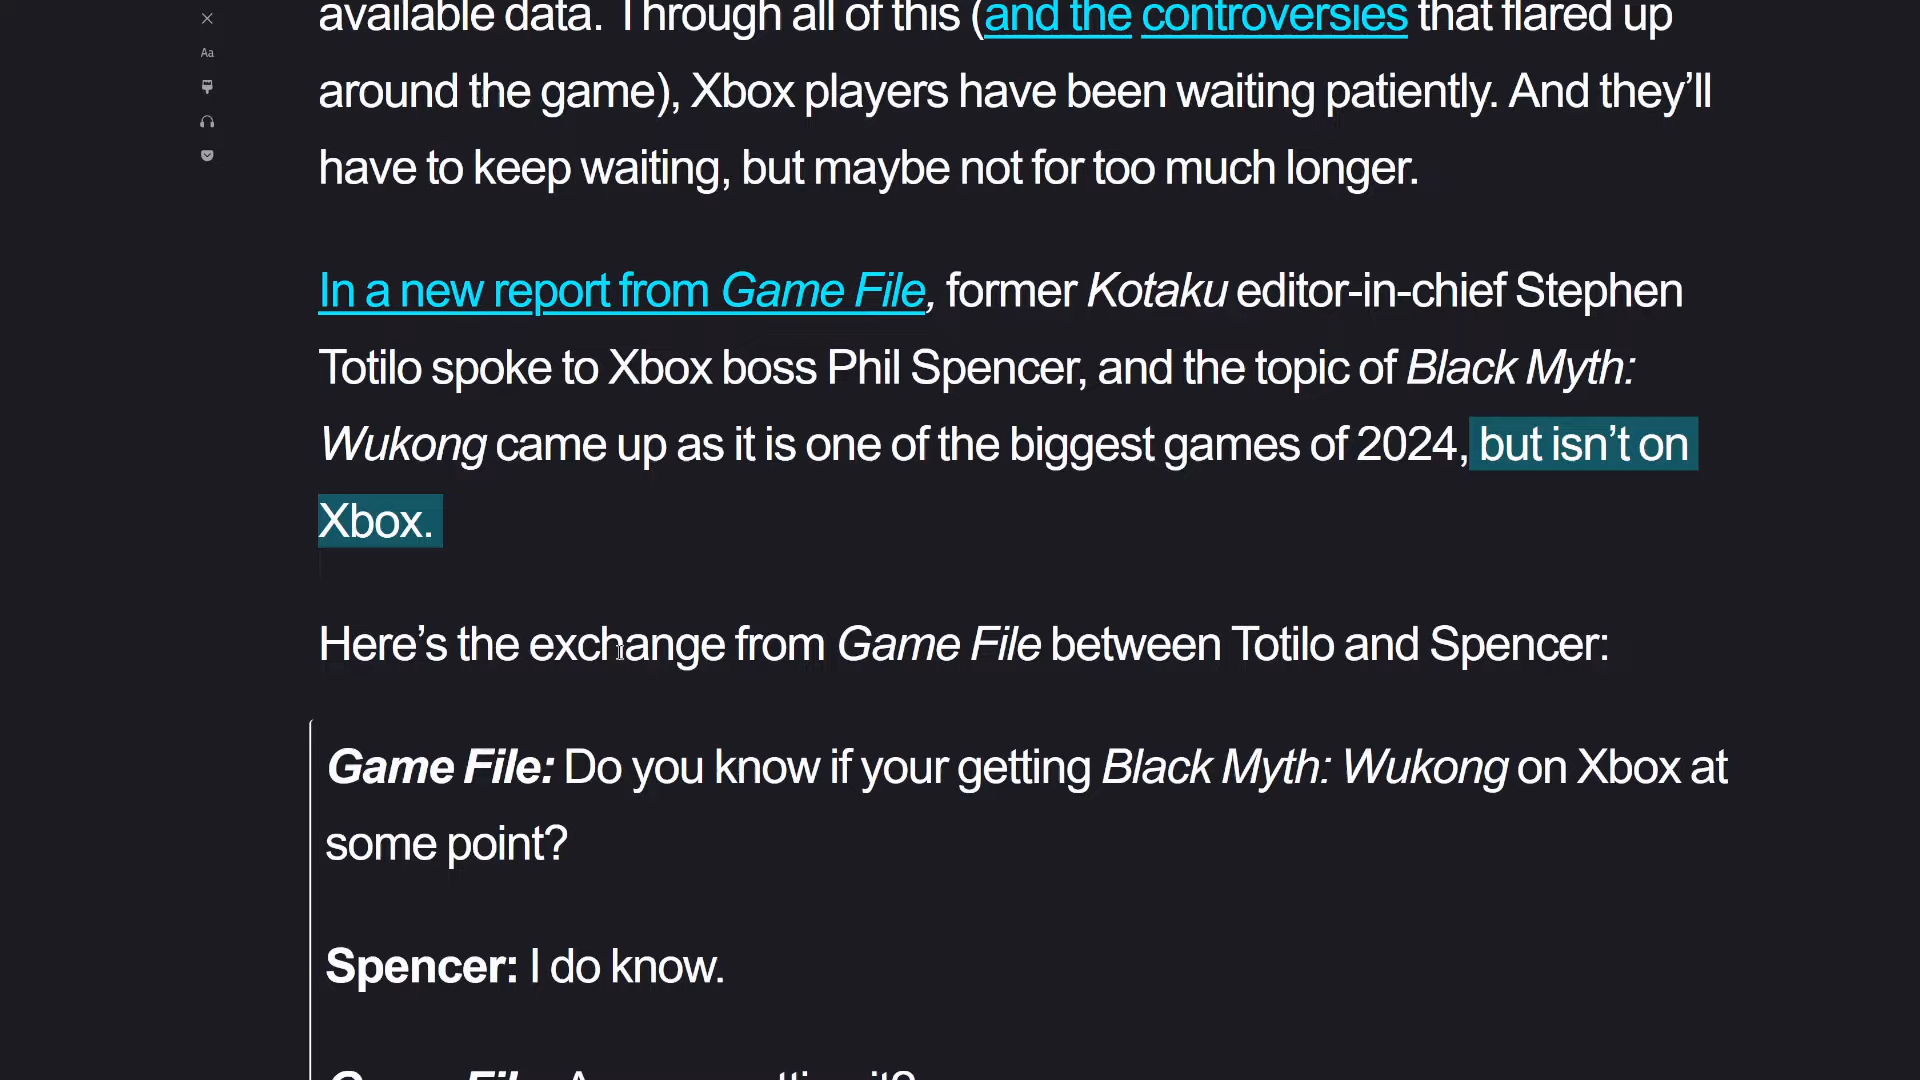 Aa
available data. Through all of this (and the controversies that flared up
around the game), Xbox players have been waiting patiently. And they’ll
have to keep waiting, but maybe not for too much longer.
In a new report from Game File, former Kotaku editor-in-chief Stephen
Totilo spoke to Xbox boss Phil Spencer, and the topic of Black Myth:
Wukong came up as it is one of the biggest games of 2024, but isn’t on
Xbox.
Here’s the exchange from Game File between Totilo and Spencer:
Game File: Do you know if your getting Black Myth: Wukong on Xbox at
some point?
Spencer: I do know.